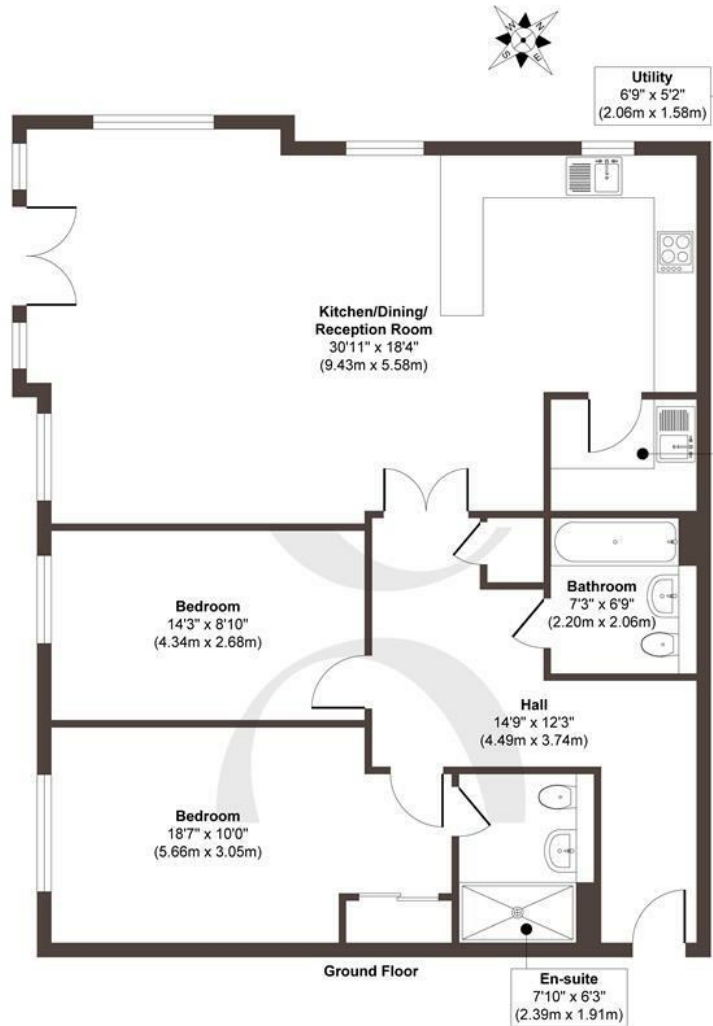 N
E
S
W
Utility
6'9" x 5'2"
(2.06m x 1.58m)
Kitchen/Dining/
Reception Room
30'11" x 18'4"
(9.43m x 5.58m)
Bedroom
14'3" x 8'10"
(4.34m x 2.68m)
Bathroom
7'3" x 6'9"
(2.20m x 2.06m)
Hall
14'9" x 12'3"
(4.49m x 3.74m)
Bedroom
18'7" x 10'0"
(5.66m x 3.05m)
Ground Floor
En-suite
7'10" x 6'3"
(2.39m x 1.91m)